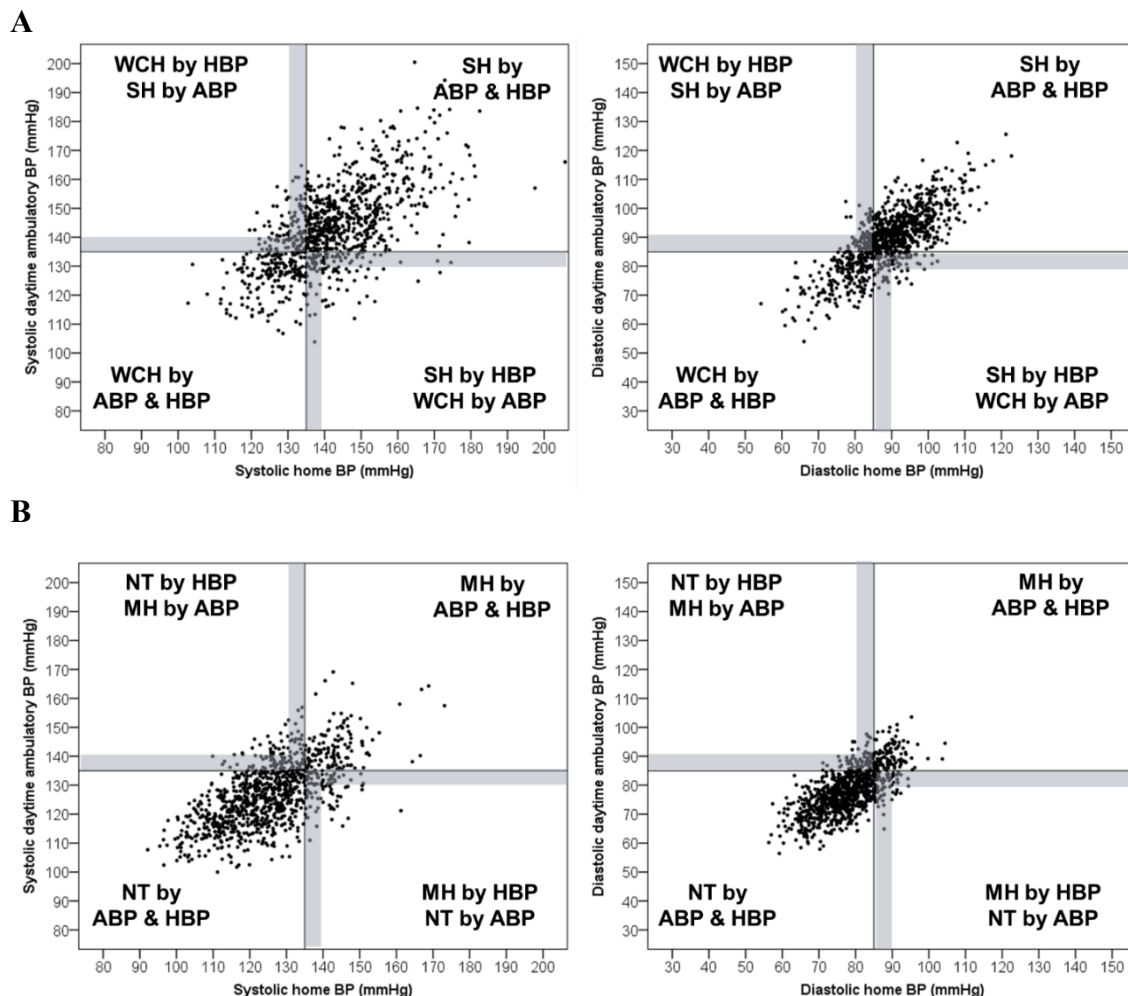 A
WCH by HBP
SH by ABP
SH by
ABP & HBP
WCH by
ABP & HBP
SH by HBP
WCH by ABP
Systolic daytime ambulatory BP (mmHg)
200
190
180
170
160
150
140
130
120
110
100
90
80
80 90 100 110 120 130 140 150 160 170 180 190 200
Systolic home BP (mmHg)
WCH by HBP
SH by ABP
SH by
ABP & HBP
WCH by
ABP & HBP
SH by HBP
WCH by ABP
Diastolic daytime ambulatory BP (mmHg)
150
140
130
120
110
100
90
80
70
60
50
40
30
30 40 50 60 70 80 90 100 110 120 130 140 150
Diastolic home BP (mmHg)
B
NT by HBP
MH by ABP
MH by
ABP & HBP
NT by
ABP & HBP
MH by HBP
NT by ABP
Systolic daytime ambulatory BP (mmHg)
200
190
180
170
160
150
140
130
120
110
100
90
80
80 90 100 110 120 130 140 150 160 170 180 190 200
Systolic home BP (mmHg)
NT by HBP
MH by ABP
MH by
ABP & HBP
NT by
ABP & HBP
MH by HBP
NT by ABP
Diastolic daytime ambulatory BP (mmHg)
150
140
130
120
110
100
90
80
70
60
50
40
30
30 40 50 60 70 80 90 100 110 120 130 140 150
Diastolic home BP (mmHg)